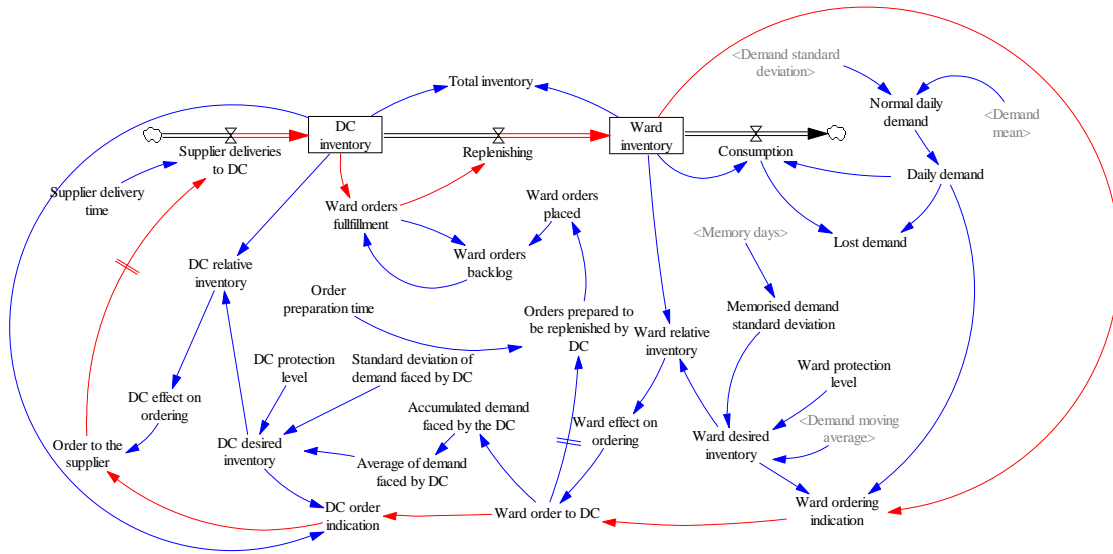 <Demand standard
deviation>
Total inventory
Normal daily
demand
<Demand
mean>
DC
inventory
Ward
inventory
Supplier deliveries
to DC
Replenishing
Consumption
Daily demand
Supplier delivery
time
Ward orders
fullfillment
Ward orders
placed
Lost demand
<Memory days>
Ward orders
backlog
DC relative
inventory
Order
preparation time
Orders prepared to
be replenished by
DC
Memorised demand
standard deviation
Ward relative
inventory
DC protection
level
Standard deviation of
demand faced by DC
Ward protection
level
DC effect on
ordering
Accumulated demand
faced by the DC
Ward effect on
ordering
<Demand moving
average>
Order to the
supplier
DC desired
inventory
Average of demand
faced by DC
Ward desired
inventory
DC order
indication
Ward order to DC
Ward ordering
indication